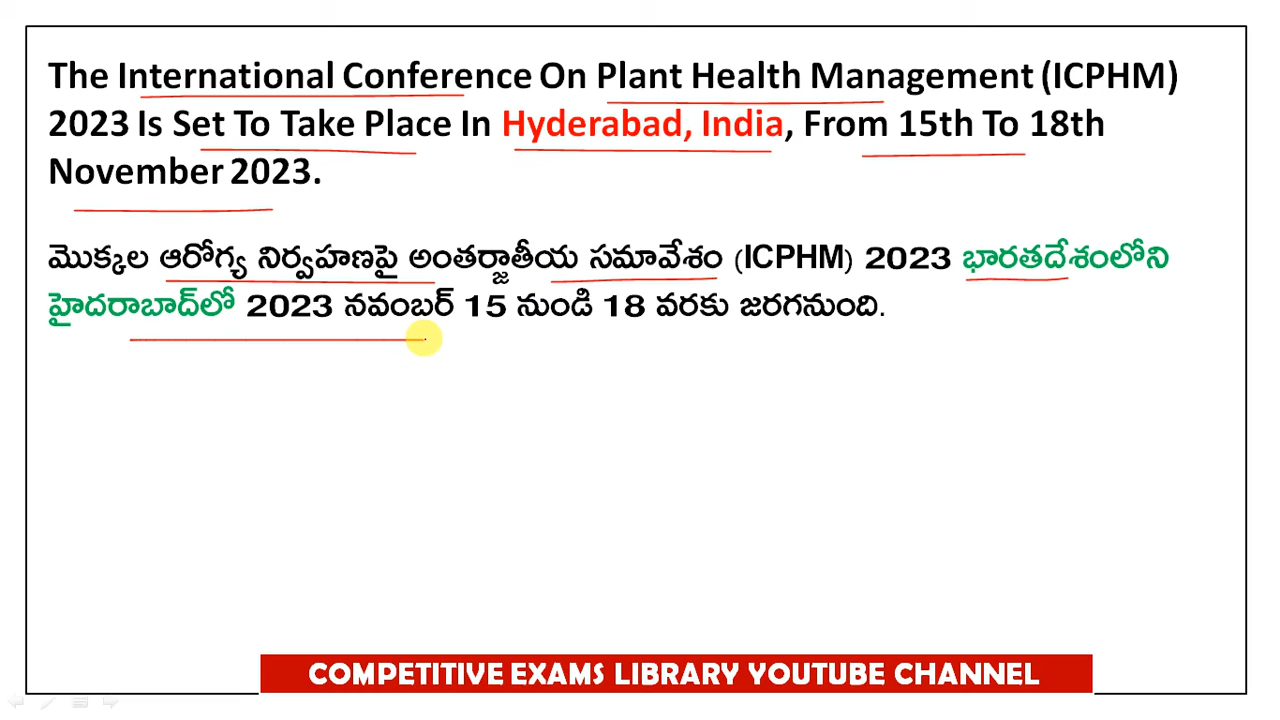 The International Conference On Plant Health Management (ICPHM)
2023 Is Set To Take Place In Hyderabad, India, From 15th To 18th
November 2023.
మొక్కల ఆరోగ్య నిర్వహణపై అంతర్జాతీయ సమావేశం (ICPHM) 2023 భారతదేశంలోని
హైదరాబాద్‌లో 2023 నవంబర్ 15 నుండి 18 వరకు జరగనుంది.
COMPETITIVE EXAMS LIBRARY YOUTUBE CHANNEL